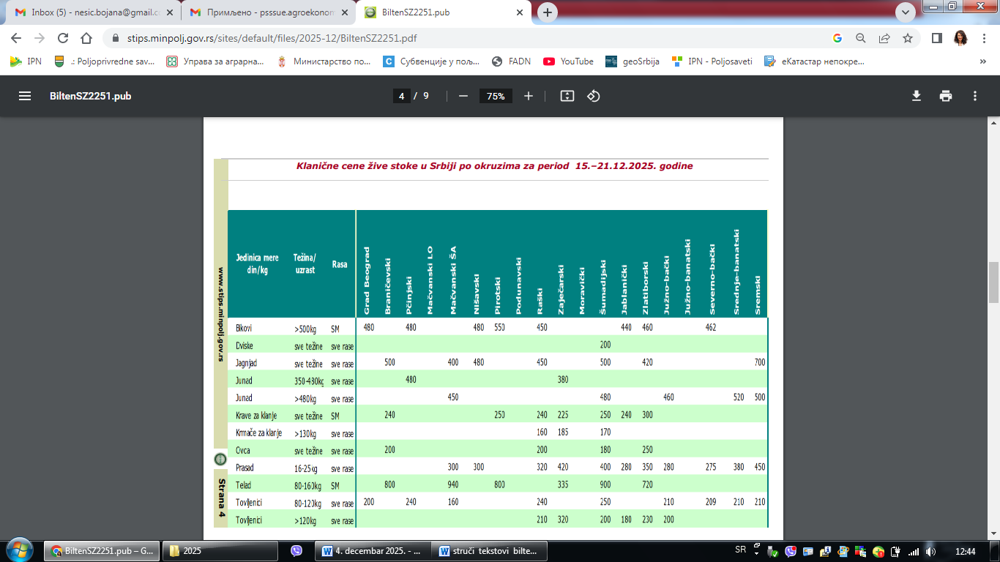 Inbox (5) - nesic.bojana@gmail.c
Примљено - psssue.agroekonom
BiltenSZ2251.pub
stips.minpolj.gov.rs/sites/default/files/2025-12/BiltenSZ2251.pdf
IPN .: Poljoprivredne sav... Управа за аграрна... Министарство по... Субвенције у пољ... FADN YouTube geoSrbija IPN - Poljosaveti еКатастар непокре... »
BiltenSZ2251.pub 4 / 9 75%
Klanične cene žive stoke u Srbiji po okruzima za period 15.–21.12.2025. godine
www.stips.minpolj.gov.rs
Strana 4
Jedinica mere din/kg Težina/ uzrast Rasa Grad Beograd Braničevski Pčinjski Mačvanski LO Mačvanski ŠA Nišavski Pirotski Podunavski Raški Zaječarski Moravički Šumadijski Jablanički Zlatiborski Južno-bački Južno-banatski Severno-bački Srednje-banatski Sremski
Bikovi >500kg SM 480 480 480 550 450 440 460 462
Dviske sve težine sve rase 200
Jagnjad sve težine sve rase 500 400 480 450 500 420 700
Junad 350-480kg sve rase 480 380
Junad >480kg sve rase 450 480 460 520 500
Krave za klanje sve težine SM 240 250 240 225 250 240 300
Krmače za klanje >130kg sve rase 160 185 170
Ovca sve težine sve rase 200 200 180 250
Prasad 16-25kg sve rase 300 300 320 420 400 280 350 280 275 380 450
Telad 80-160kg SM 800 940 800 335 900 720
Tovljenici 80-120kg sve rase 200 240 160 240 250 210 209 210 210
Tovljenici >120kg sve rase 210 320 200 180 230 200
BiltenSZ2251.pub – G... 2025 4. decembar 2025. - ... struči tekstovi bilte... SR 12:44